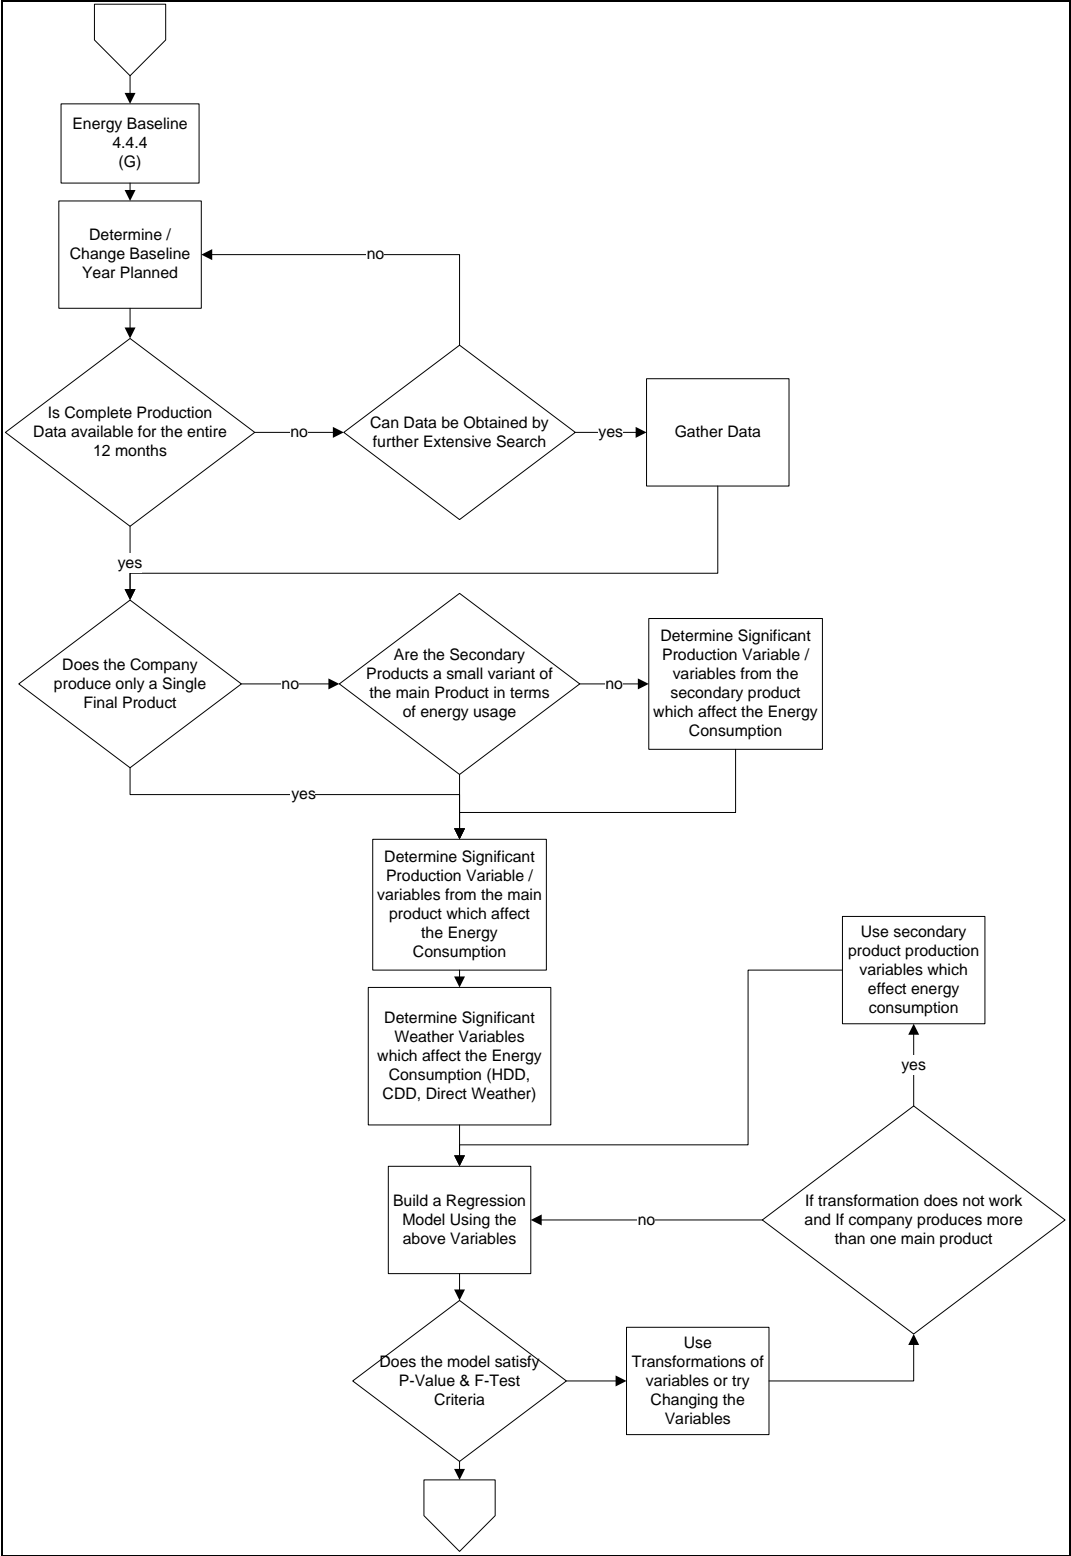 Energy Baseline
4.4.4
(G)
Determine /
Change Baseline
Year Planned
no
Is Complete Production
Data available for the entire
12 months
no
Can Data be Obtained by
further Extensive Search
yes
Gather Data
yes
Does the Company
produce only a Single
Final Product
no
Are the Secondary
Products a small variant of
the main Product in terms
of energy usage
no
Determine Significant
Production Variable /
variables from the
secondary product
which affect the Energy
Consumption
yes
Determine Significant
Production Variable /
variables from the main
product which affect
the Energy
Consumption
Determine Significant
Weather Variables
which affect the Energy
Consumption (HDD,
CDD, Direct Weather)
Use secondary
product production
variables which
effect energy
consumption
yes
Build a Regression
Model Using the
above Variables
no
If transformation does not work
and If company produces more
than one main product
Does the model satisfy
P-Value & F-Test
Criteria
Use
Transformations of
variables or try
Changing the
Variables